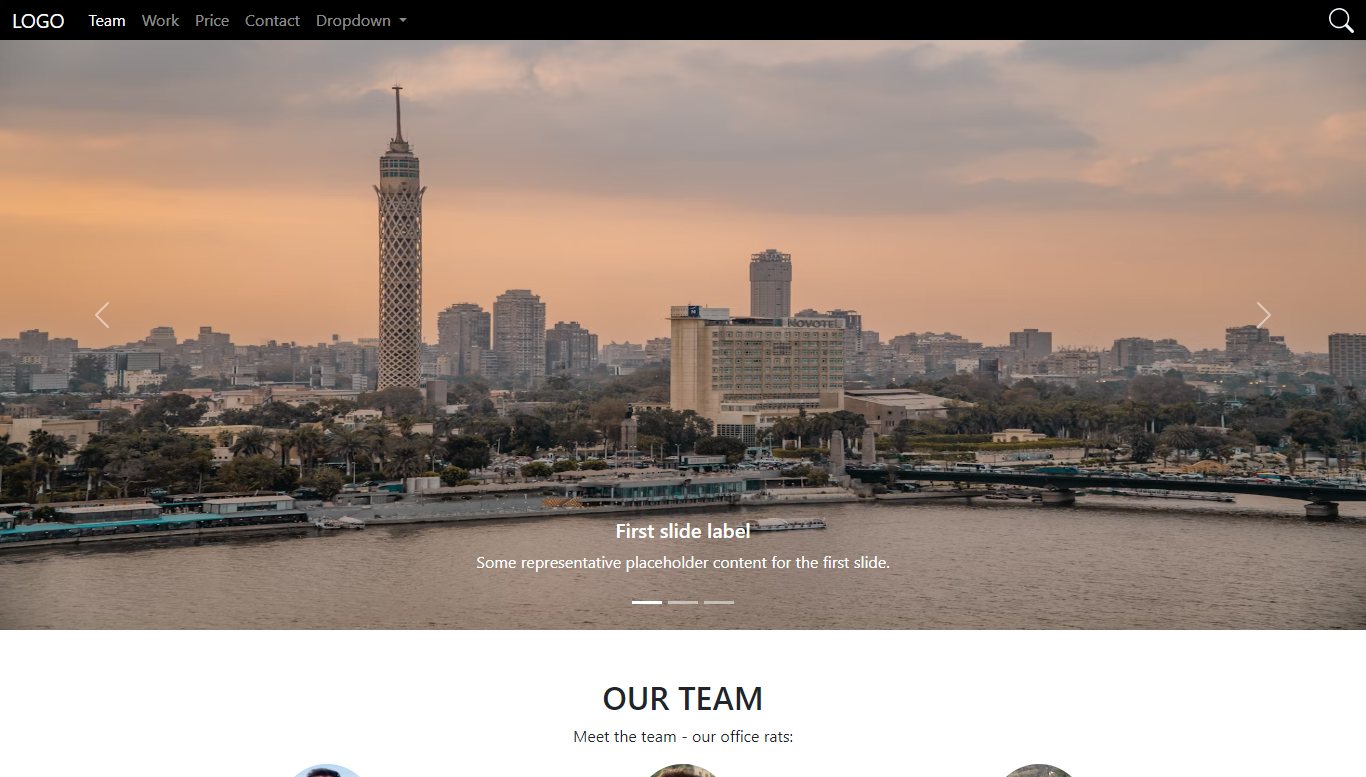 LOGO Team Work Price Contact Dropdown
NOVOTEL
First slide label
Some representative placeholder content for the first slide.
OUR TEAM
Meet the team - our office rats: